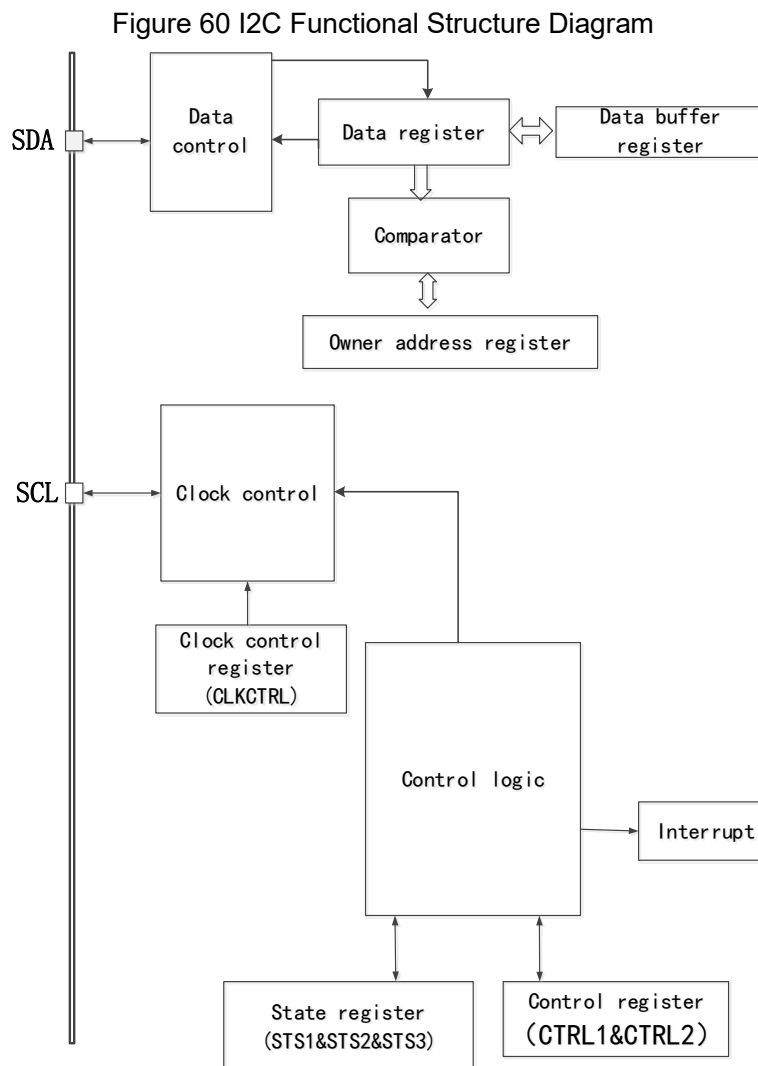 Figure 60 I2C Functional Structure Diagram
SDA
Data
control
Data register
Data buffer
register
Comparator
Owner address register
SCL
Clock control
Clock control
register
(CLKCTRL)
Control logic
Interrupt
State register
(STS1&STS2&STS3)
Control register
(CTRL1&CTRL2)